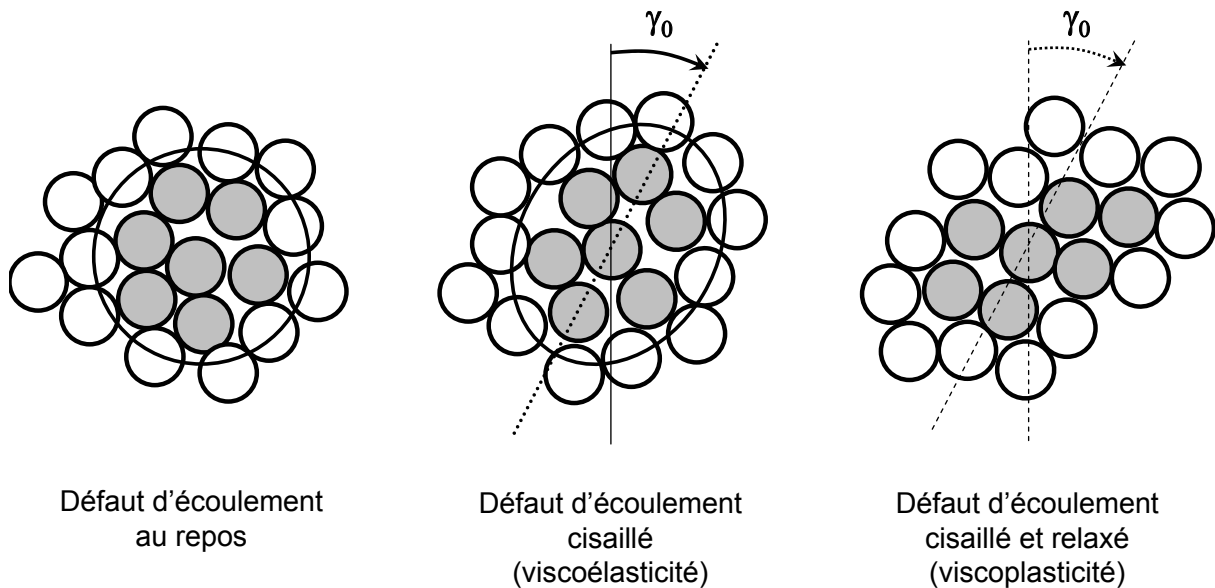 γ₀
γ₀
Défaut d'écoulement
au repos
Défaut d'écoulement
cisaillé
(viscoélasticité)
Défaut d'écoulement
cisaillé et relaxé
(viscoplasticité)